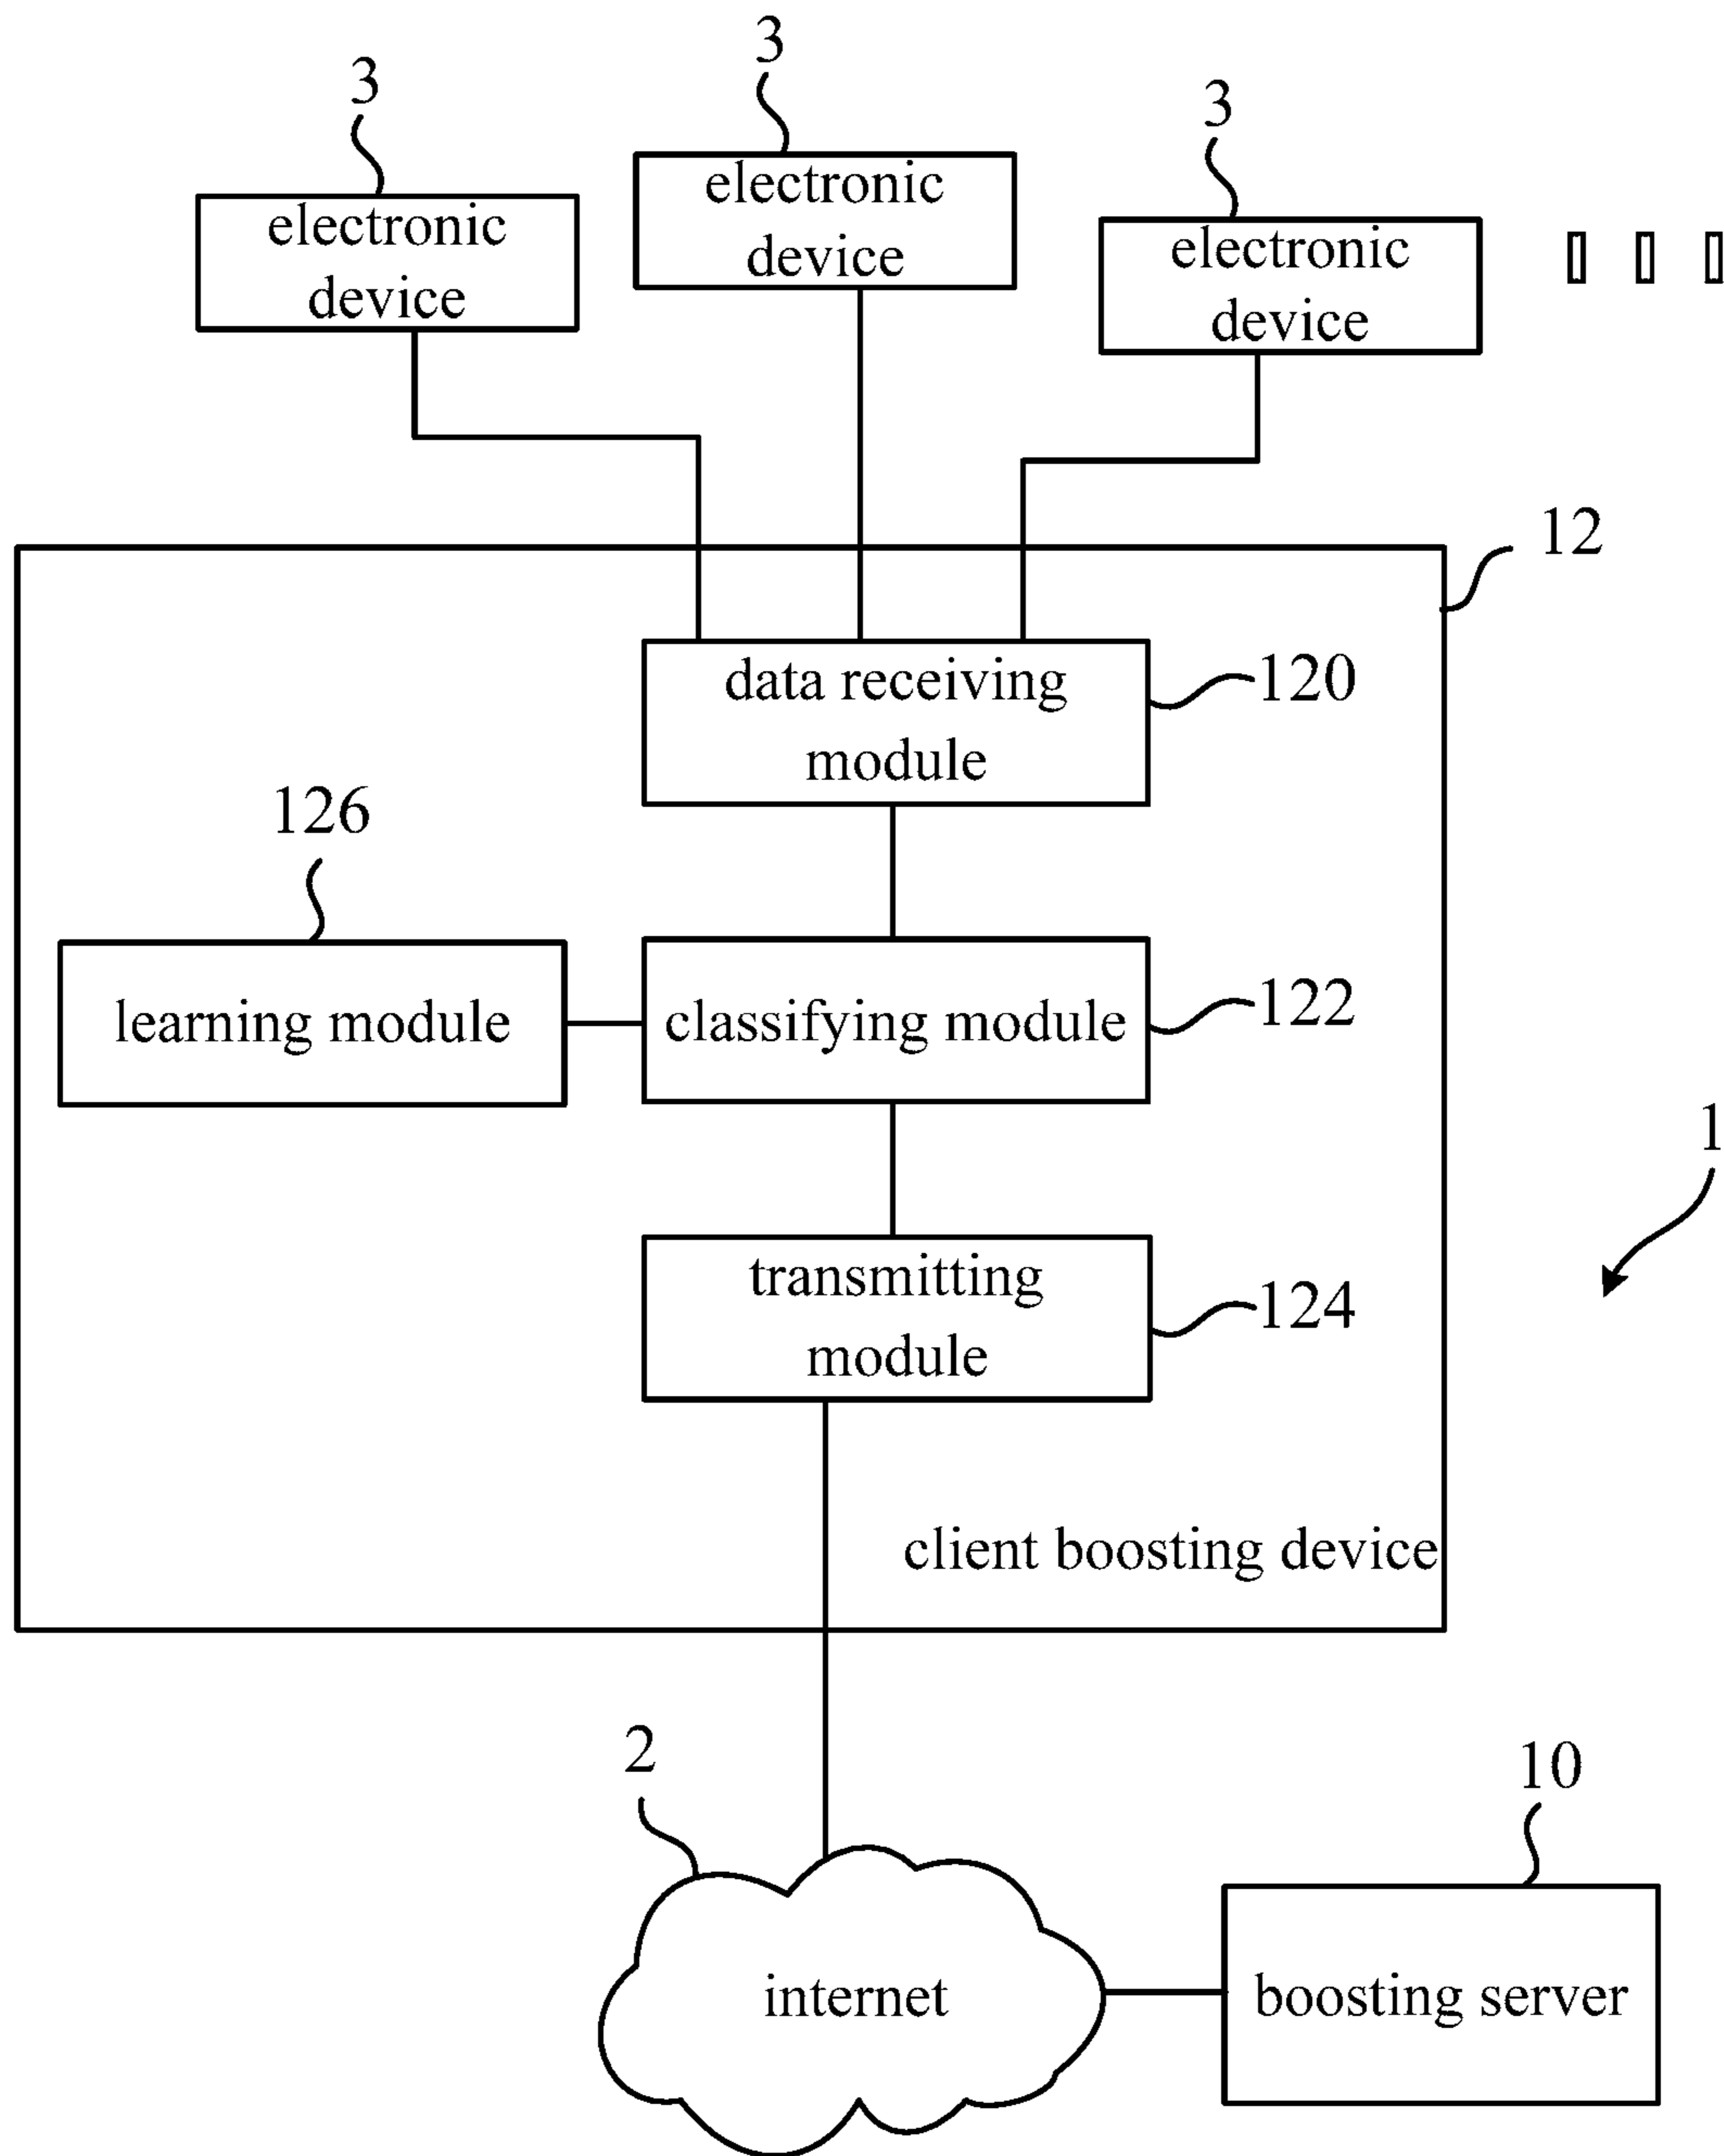 3
3
3
electronic
device
electronic
device
electronic
device
12
data receiving
module
120
126
learning module
classifying module
122
1
transmitting
module
124
client boosting device
2
10
internet
boosting server